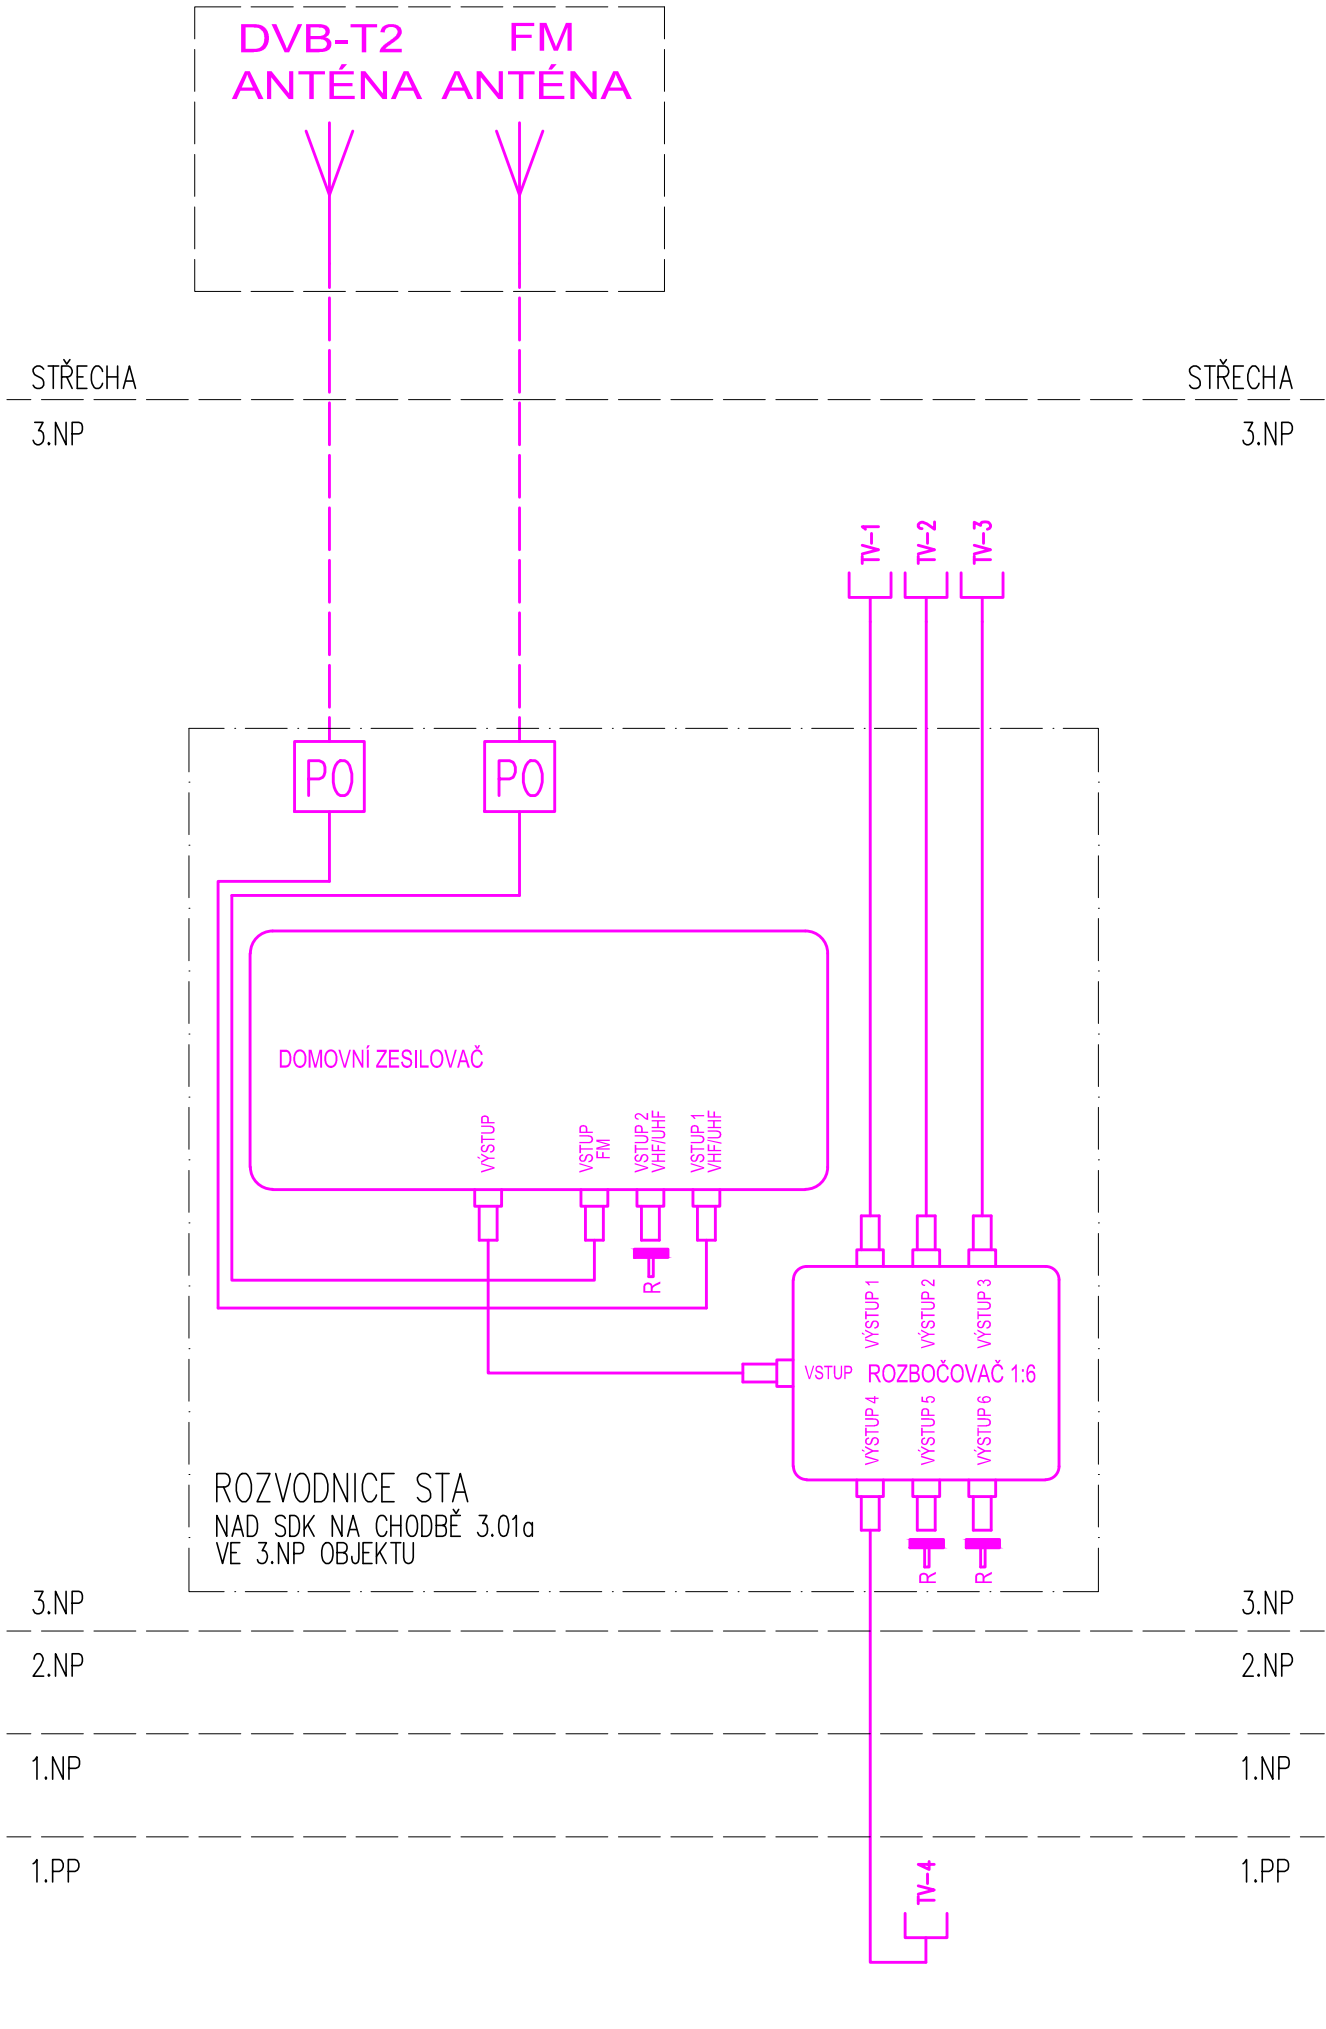 DVB-T2
ANTÉNA
FM
ANTÉNA
STŘECHA
STŘECHA
3.NP
3.NP
TV-1
TV-2
TV-3
PO
PO
DOMOVNÍ ZESILOVAČ
VÝSTUP
VSTUP
FM
VSTUP 2
VHF/UHF
VSTUP 1
VHF/UHF
R
VÝSTUP 1
VÝSTUP 2
VÝSTUP 3
VSTUP
ROZBOČOVAČ 1:6
VÝSTUP 4
VÝSTUP 5
VÝSTUP 6
R
R
ROZVODNICE STA
NAD SDK NA CHODBĚ 3.01a
VE 3.NP OBJEKTU
3.NP
3.NP
2.NP
2.NP
1.NP
1.NP
1.PP
1.PP
TV-4